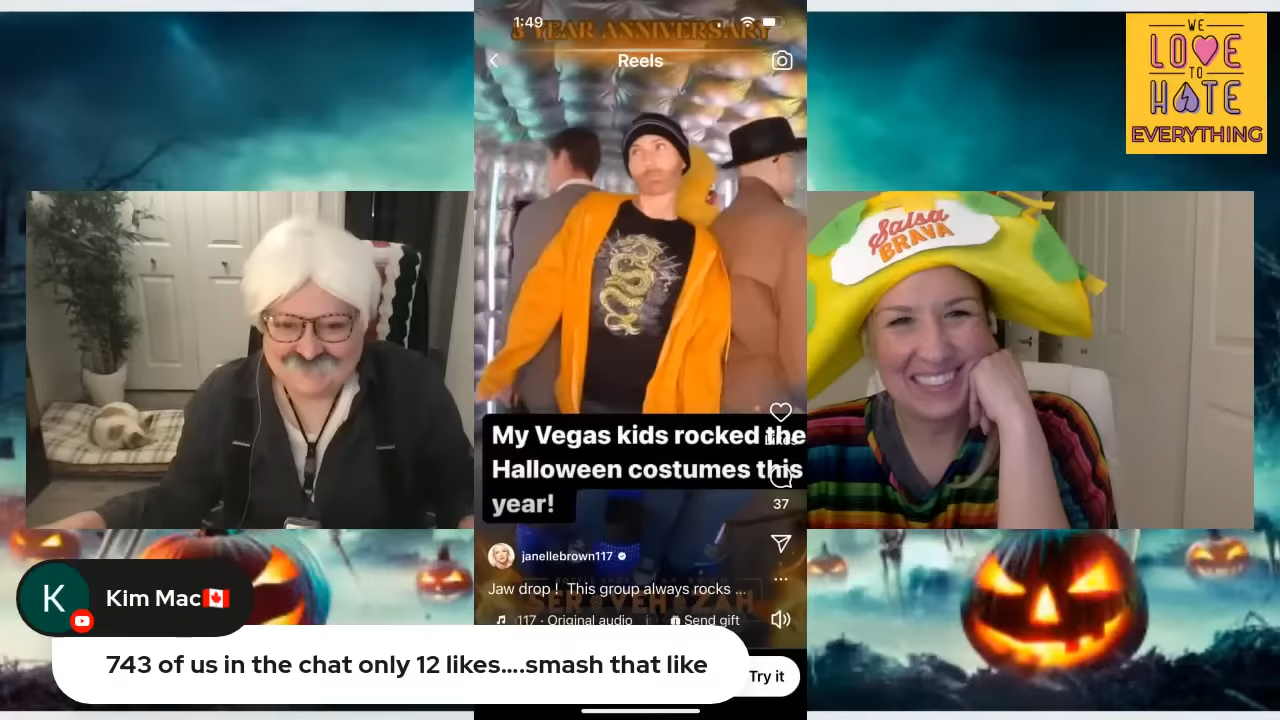 1:49
3 YEAR ANNIVERSARY
Reels
WE
LOVE
TO
HATE
EVERYTHING
Salsa
BRAVA
My Vegas kids rocked the
Halloween costumes this
year!
Likes
37
janellebrown117
Jaw drop ! This group always rocks ...
117 · Original audio
Send gift
Try it
K
Kim Mac
743 of us in the chat only 12 likes....smash that like